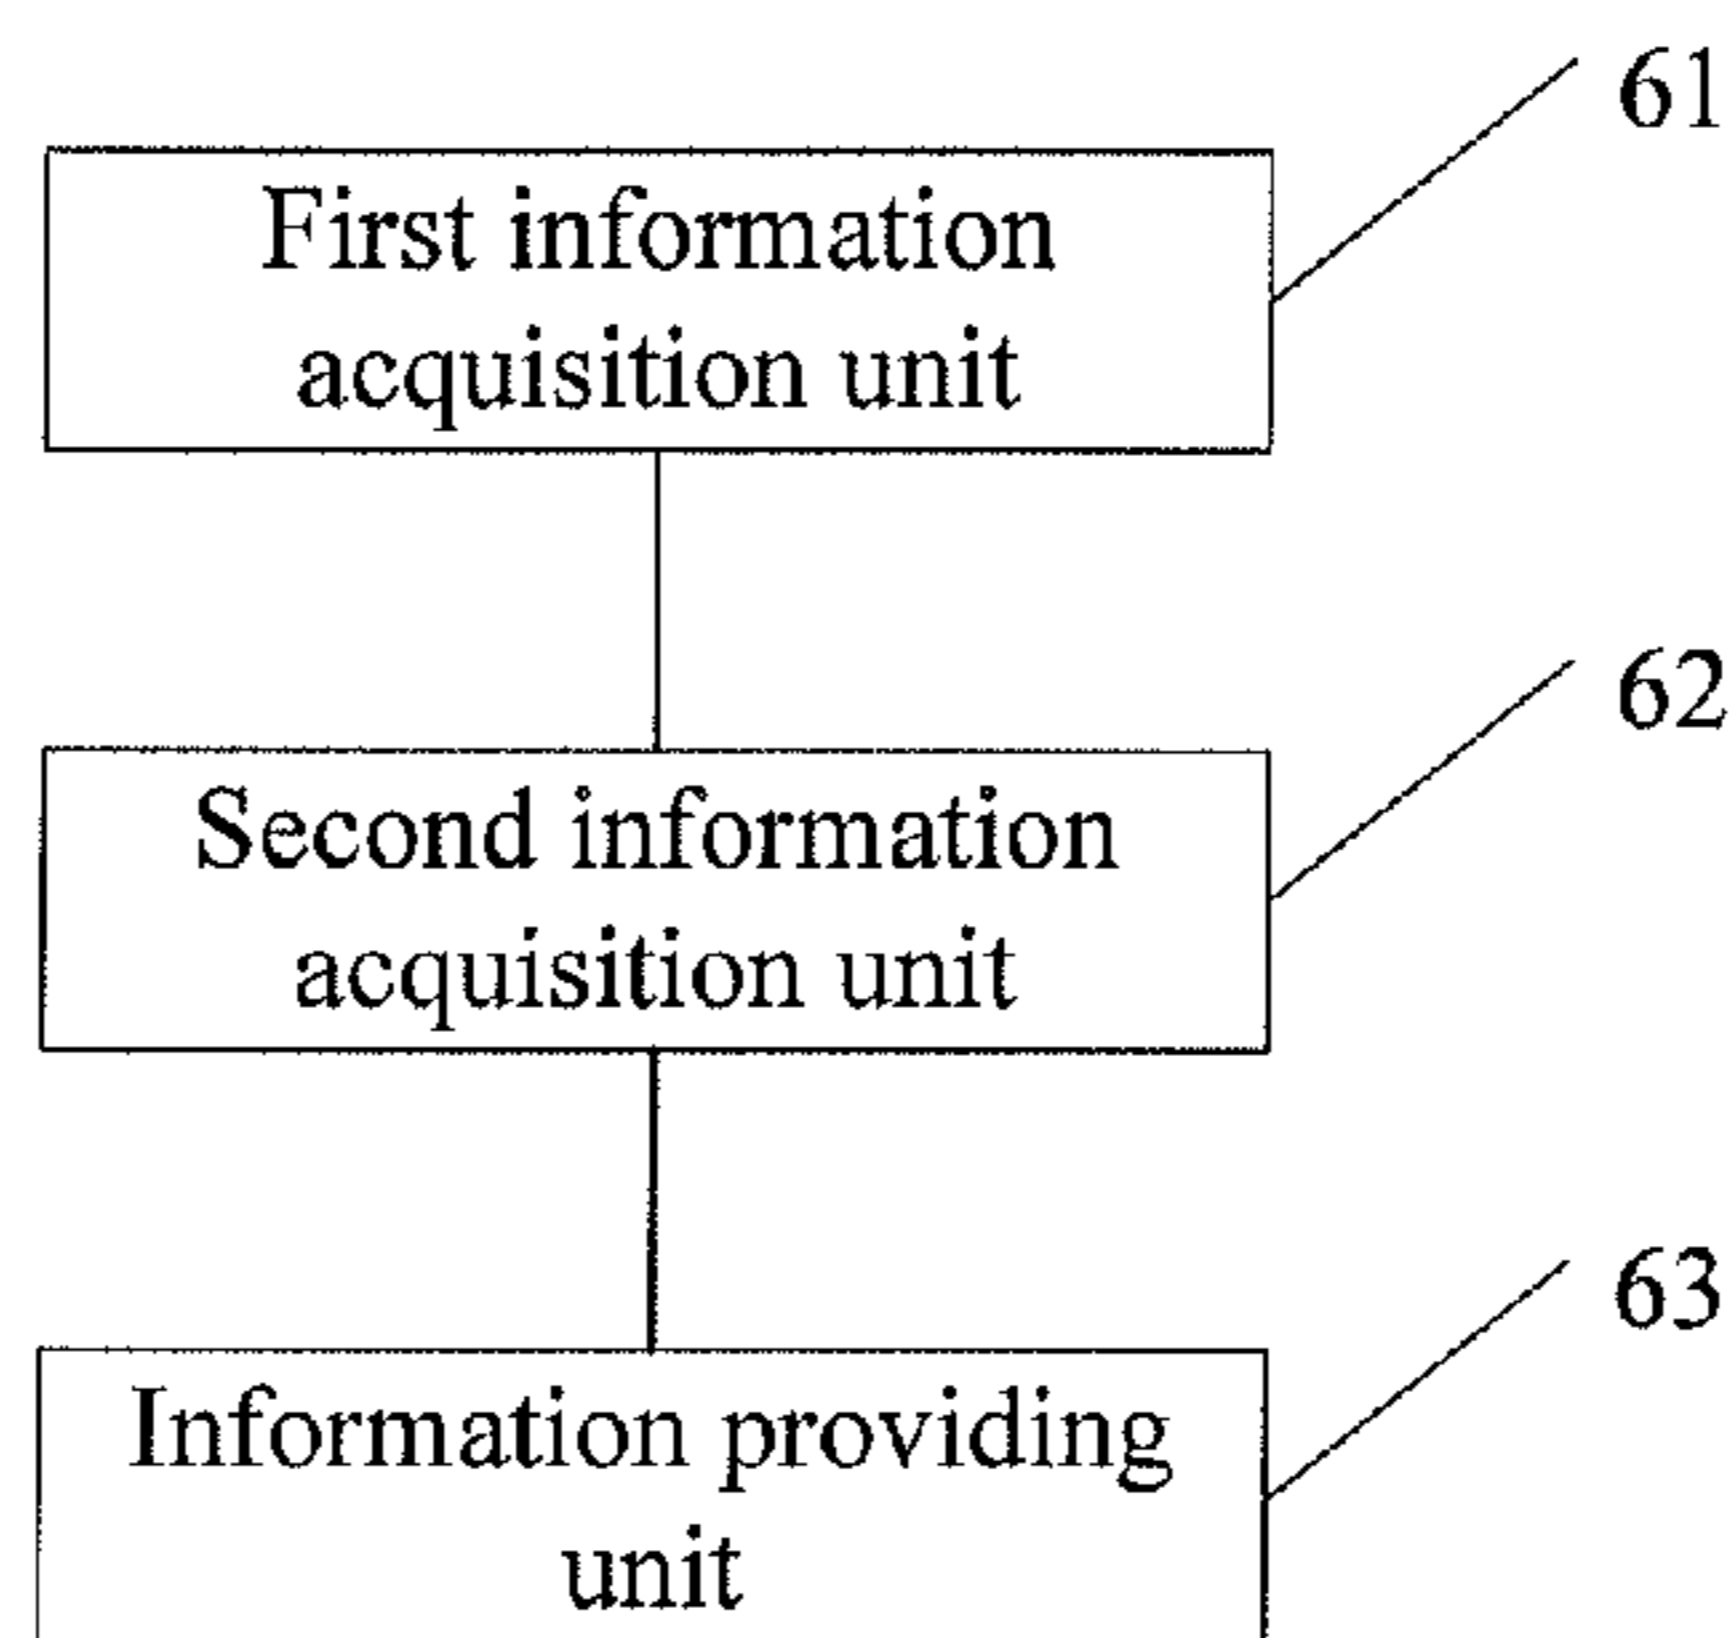 61
First information
acquisition unit
62
Second information
acquisition unit
63
Information providing
unit